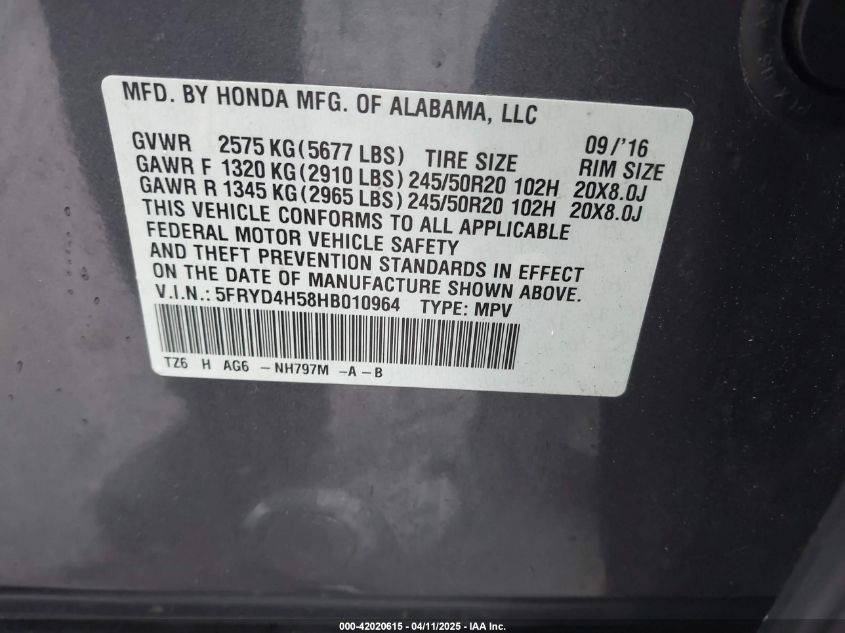 MFD. BY HONDA MFG. OF ALABAMA, LLC
09/'16
GVWR 2575 KG(5677 LBS) TIRE SIZE RIM SIZE
GAWR F 1320 KG(2910 LBS) 245/50R20 102H 20X8.0J
GAWR R 1345 KG(2965 LBS) 245/50R20 102H 20X8.0J
THIS VEHICLE CONFORMS TO ALL APPLICABLE
FEDERAL MOTOR VEHICLE SAFETY
AND THEFT PREVENTION STANDARDS IN EFFECT
ON THE DATE OF MANUFACTURE SHOWN ABOVE.
V.I.N.: 5FRYD4H58HB010964 TYPE: MPV
TZ6 H AG6 -NH797M -A-B
000-42020615 - 04/11/2025 - IAA Inc.